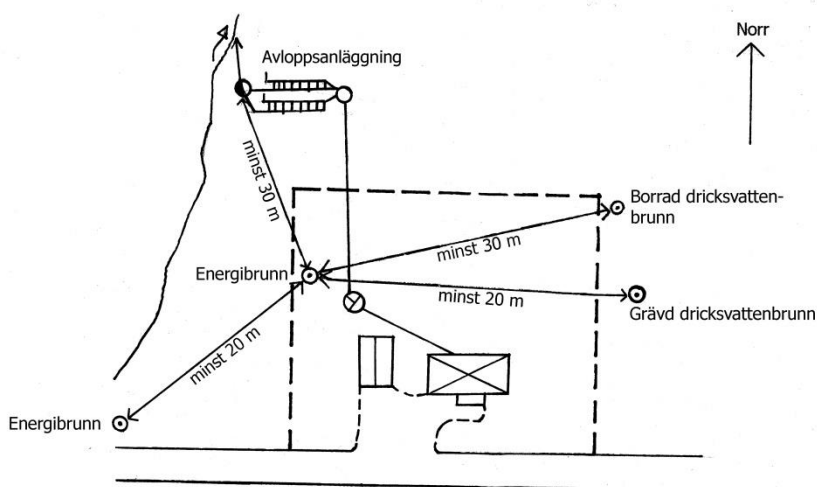 Norr
Avloppsanläggning
minst 30 m
Borrad dricksvatten-
brunn
minst 30 m
Energibrunn
minst 20 m
Grävd dricksvattenbrunn
minst 20 m
Energibrunn